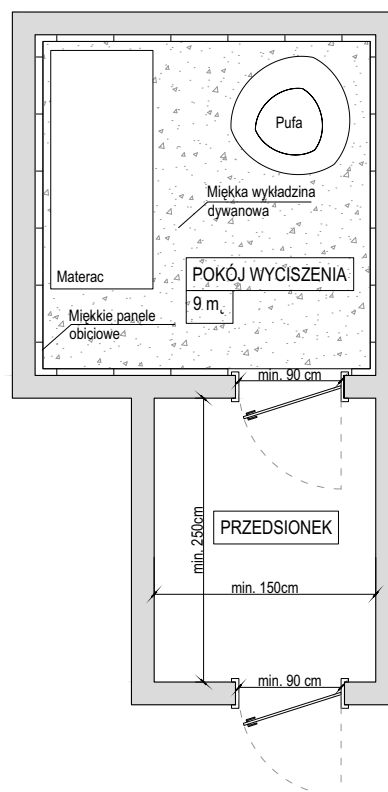 Pufa
Miękka wykładzina
dywanowa
Materac
POKÓJ WYCISZENIA
9 m
Miękkie panele
obiciowe
min. 90 cm
min. 250cm
PRZEDSIONEK
min. 150cm
min. 90 cm